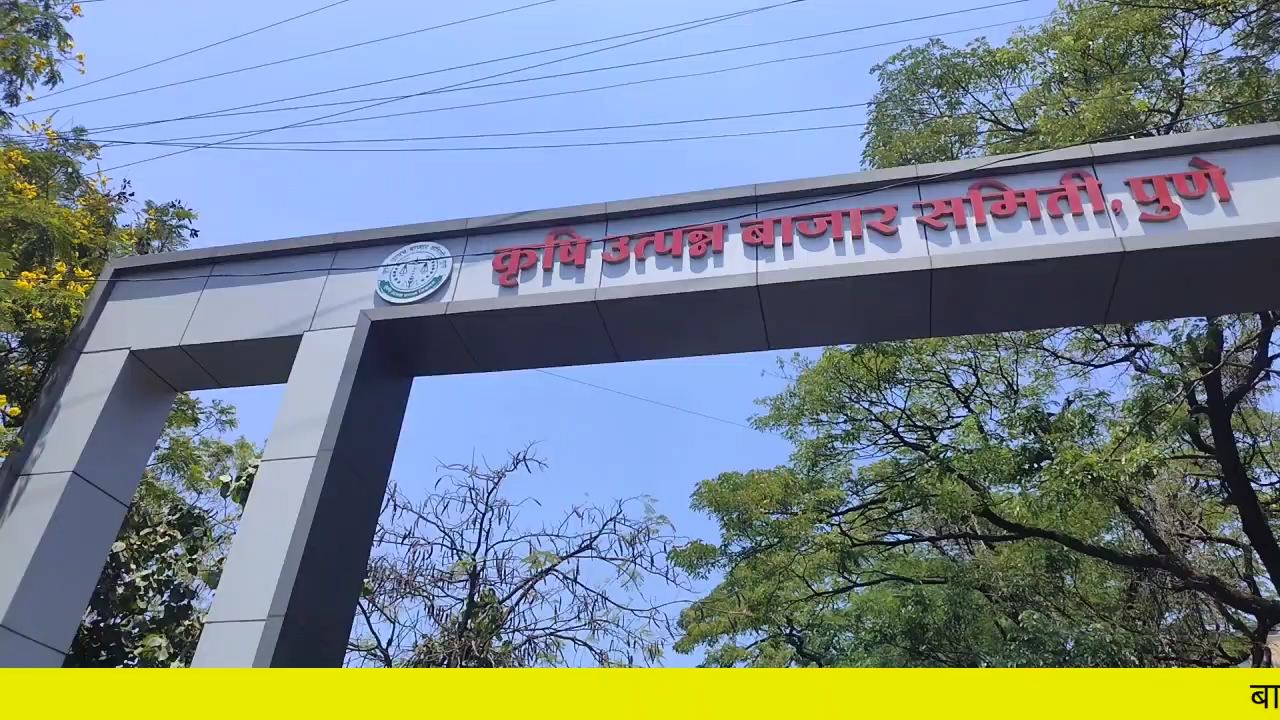 कृषि उत्पन्न बाजार समिती, पुणे
बा